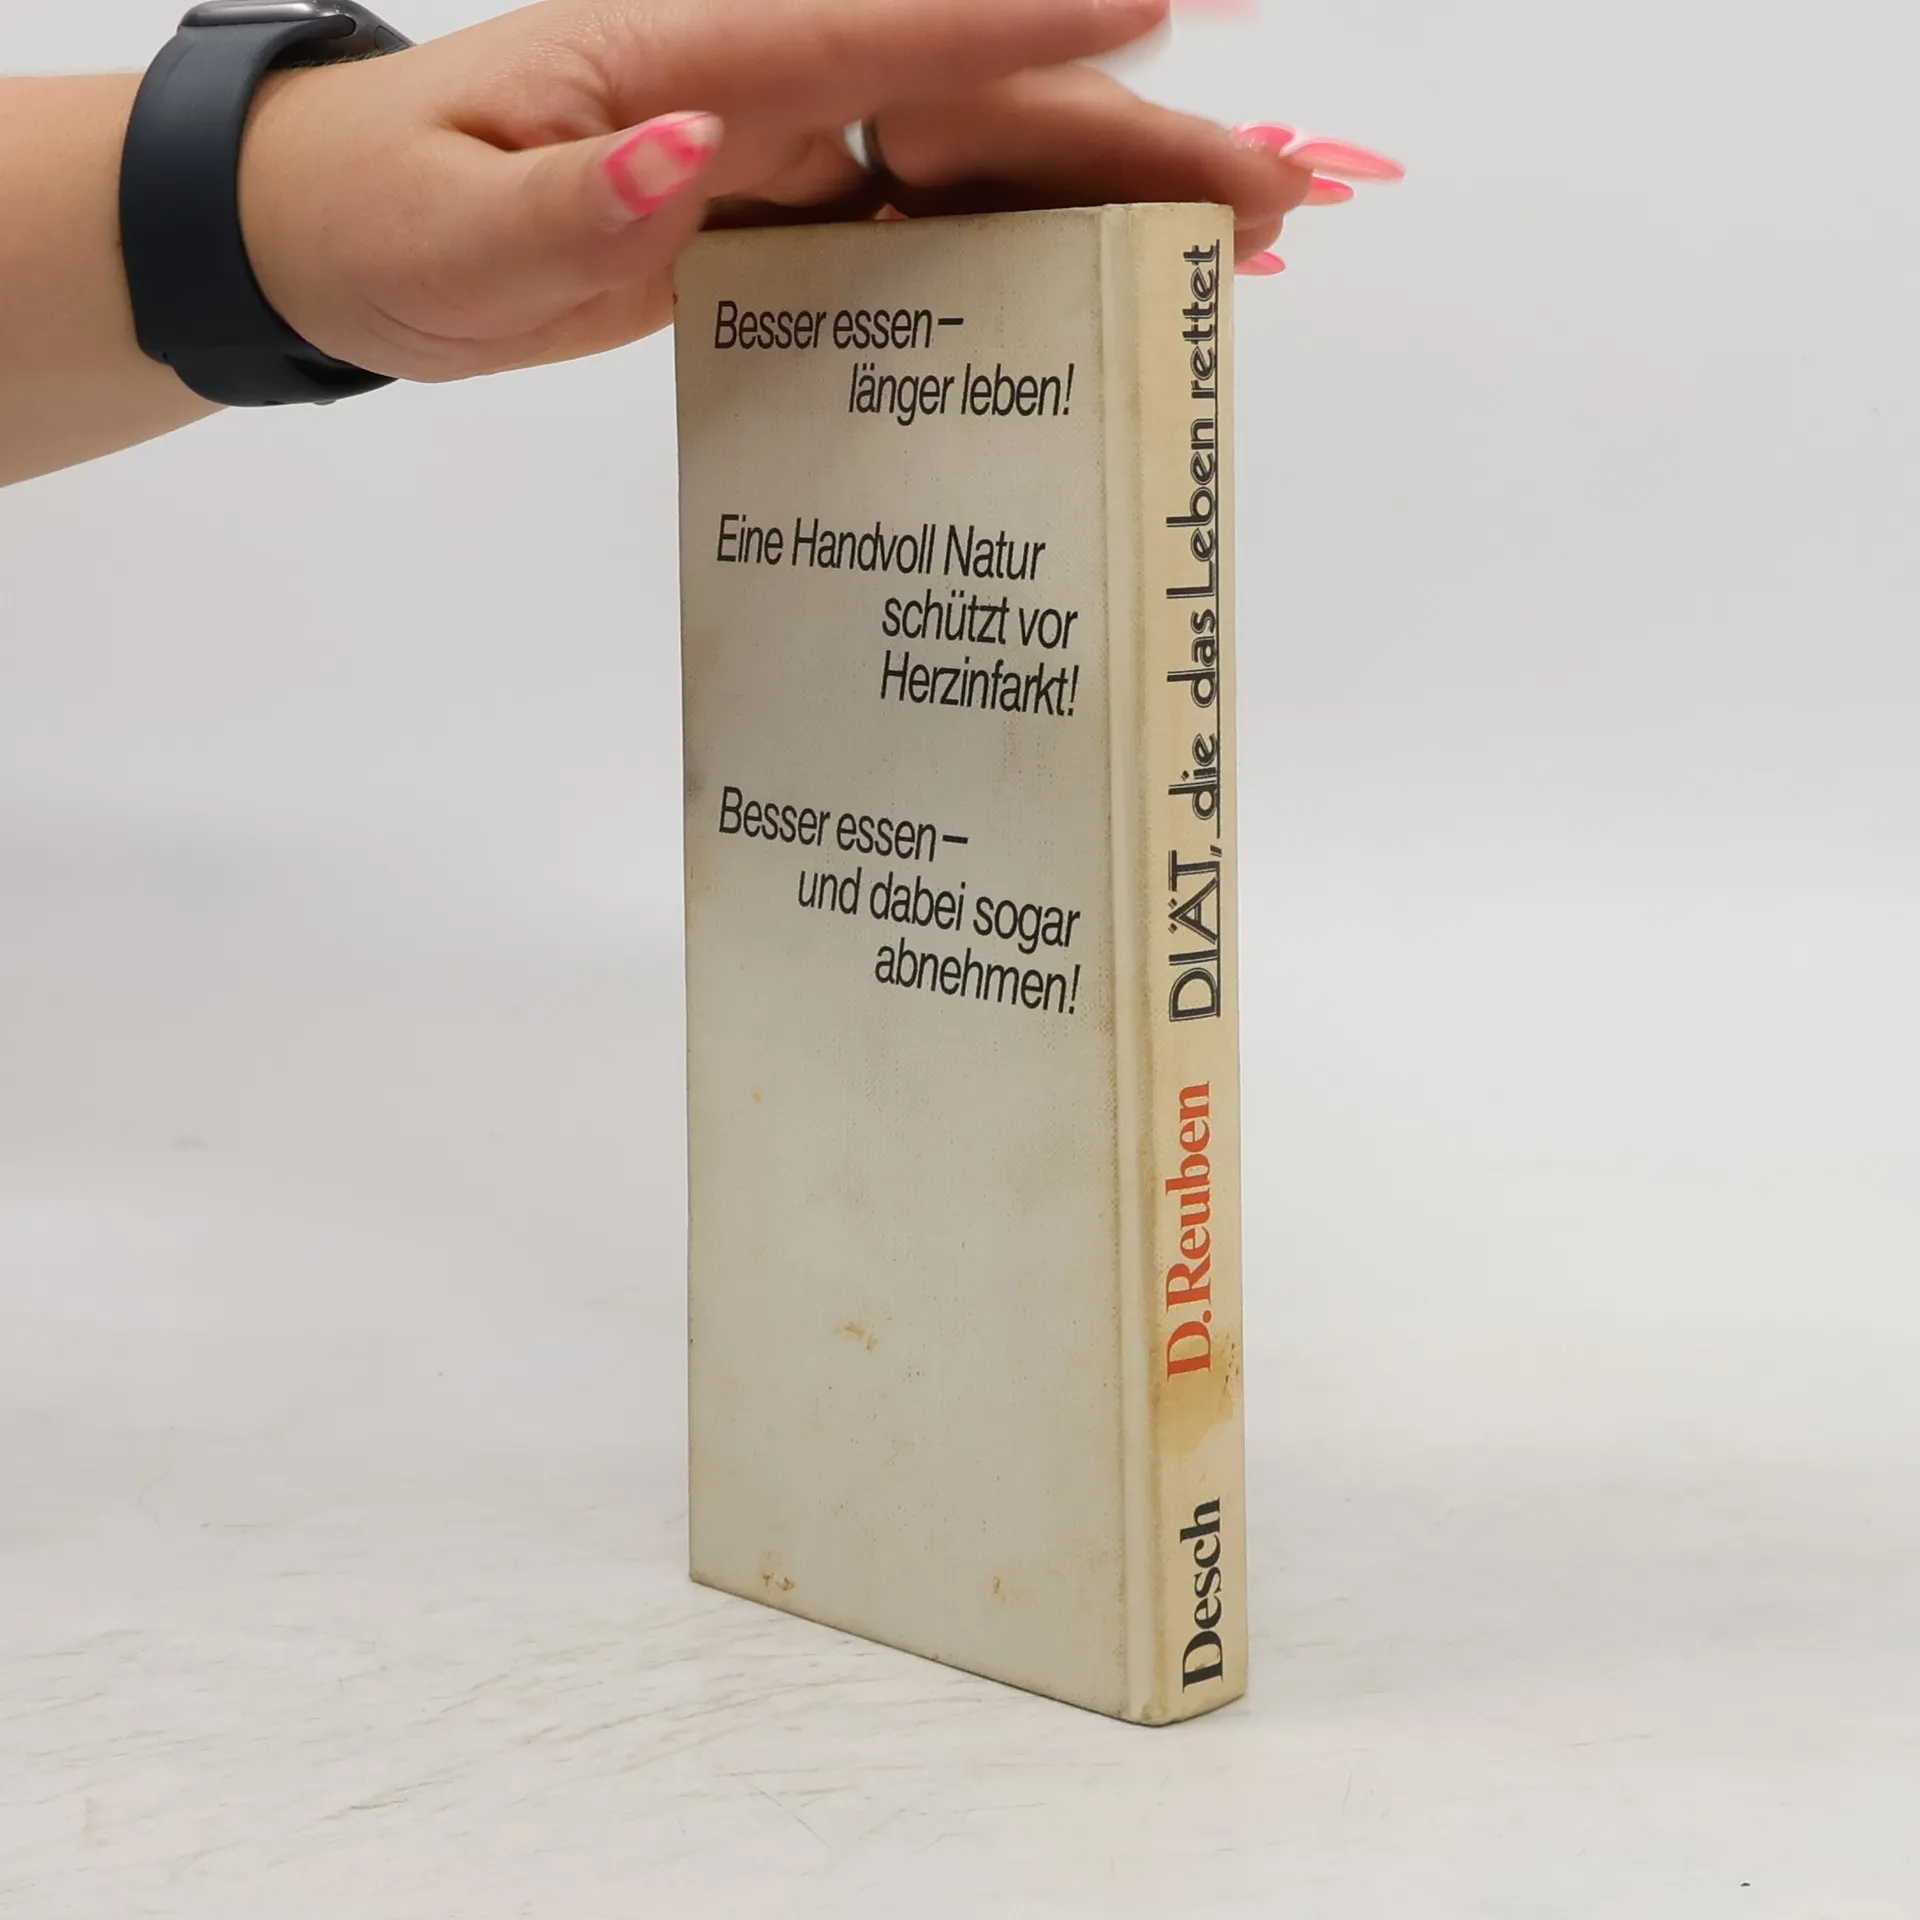 Besser essen –
länger leben!
Eine Handvoll Natur
schützt vor
Herzinfarkt!
Besser essen –
und dabei sogar
abnehmen!
Desch D.Reuben DIÄT, die das Leben rettet